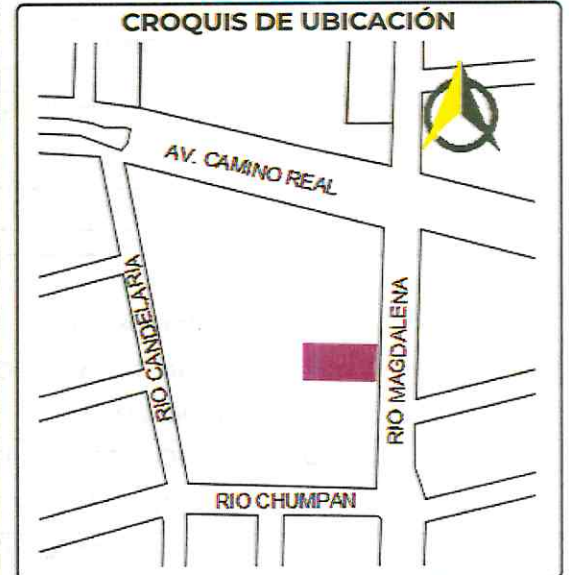 CROQUIS DE UBICACIÓN
AV. CAMINO REAL
RIO CANDELARIA
RIO MAGDALENA
RIO CHUMPAN